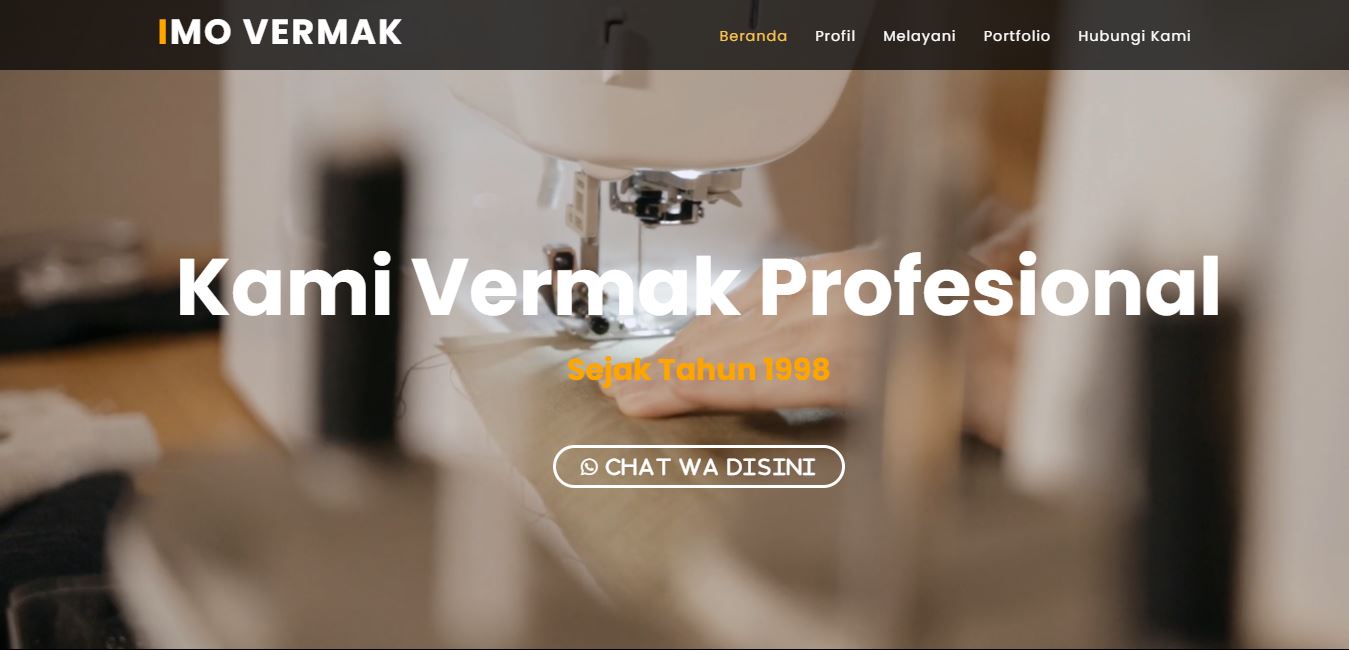 IMO VERMAK
Beranda Profil Melayani Portfolio Hubungi Kami
Kami Vermak Profesional
Sejak Tahun 1998
CHAT WA DISINI